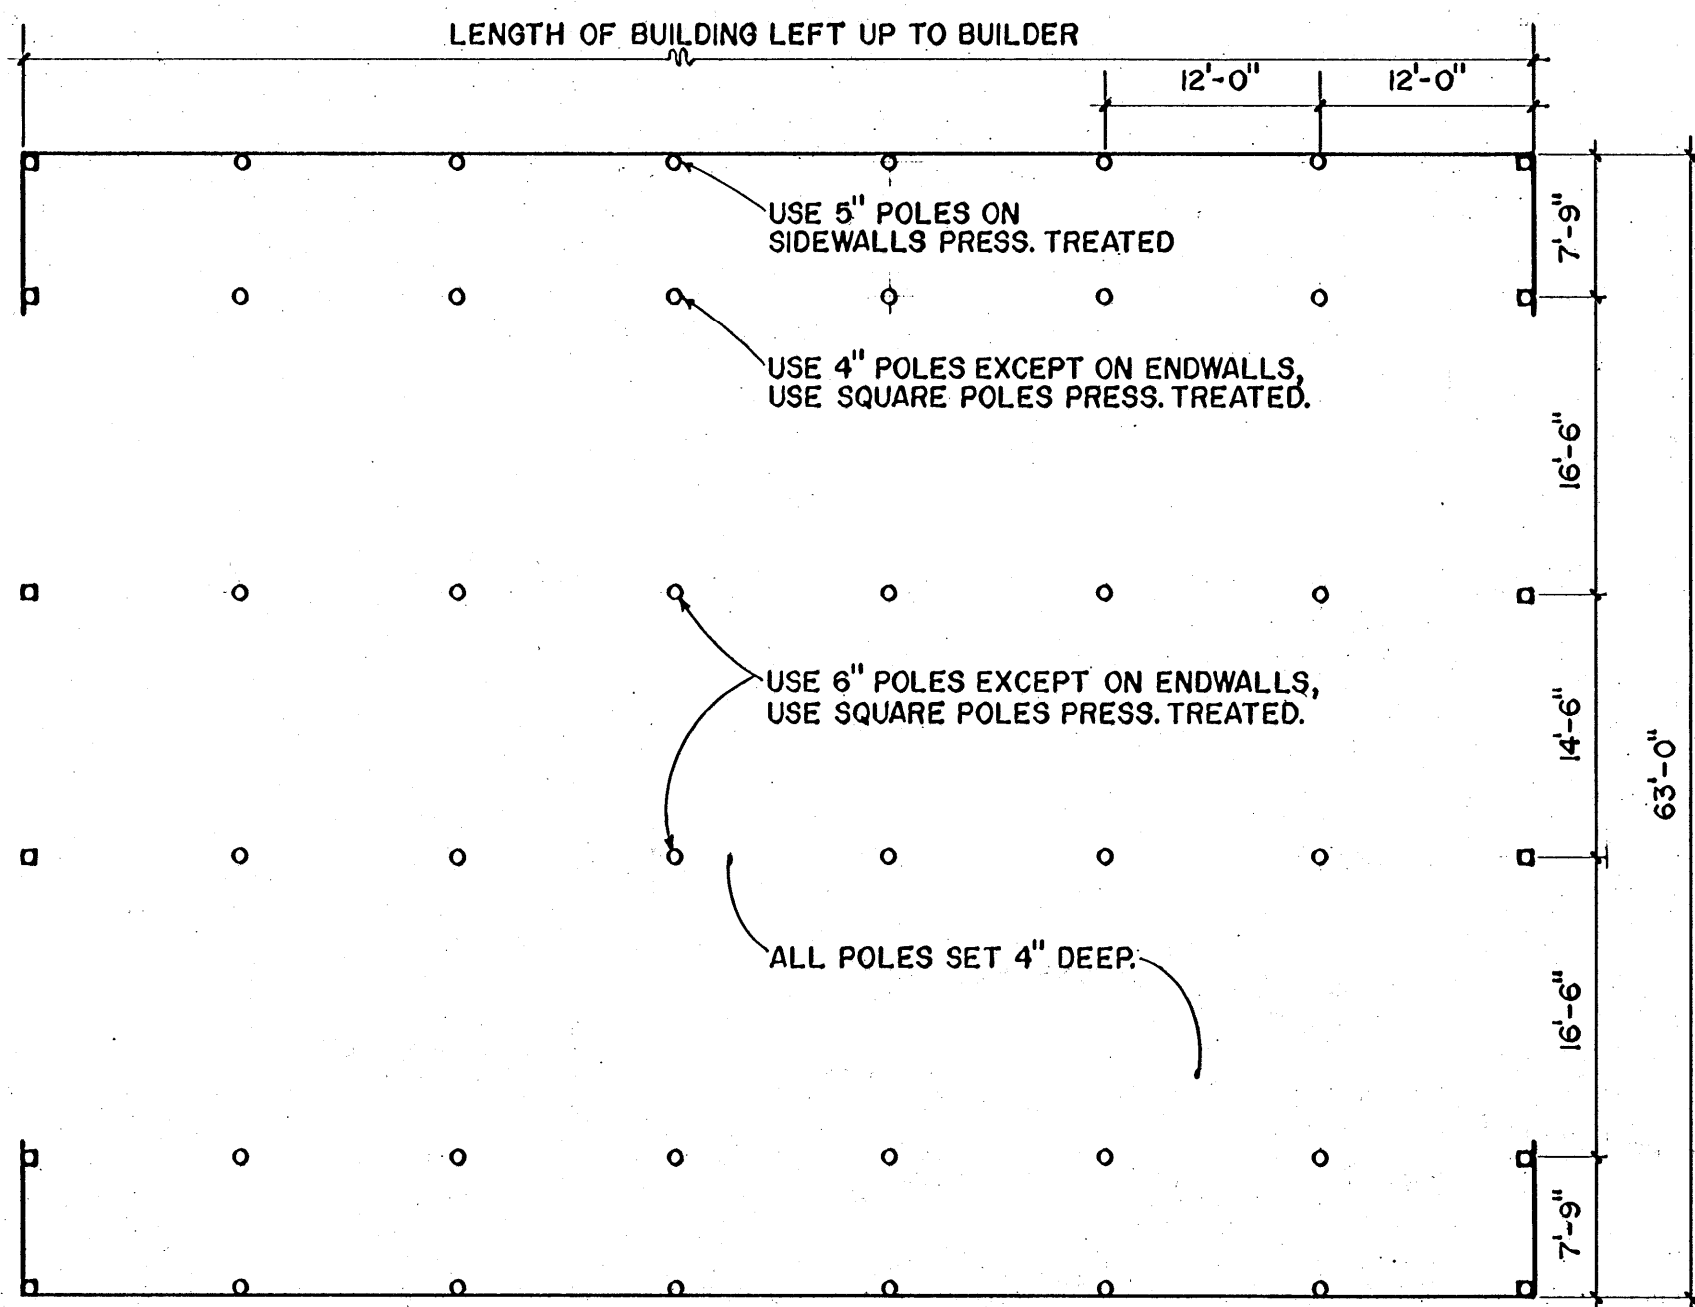 LENGTH OF BUILDING LEFT UP TO BUILDER
12'-0" 12'-0"
USE 5" POLES ON
SIDEWALLS PRESS. TREATED
7'-9"
USE 4" POLES EXCEPT ON ENDWALLS,
USE SQUARE POLES PRESS. TREATED.
16'-6"
USE 6" POLES EXCEPT ON ENDWALLS,
USE SQUARE POLES PRESS. TREATED.
14'-6"
63'-0"
ALL POLES SET 4" DEEP.
16'-6"
7'-9"